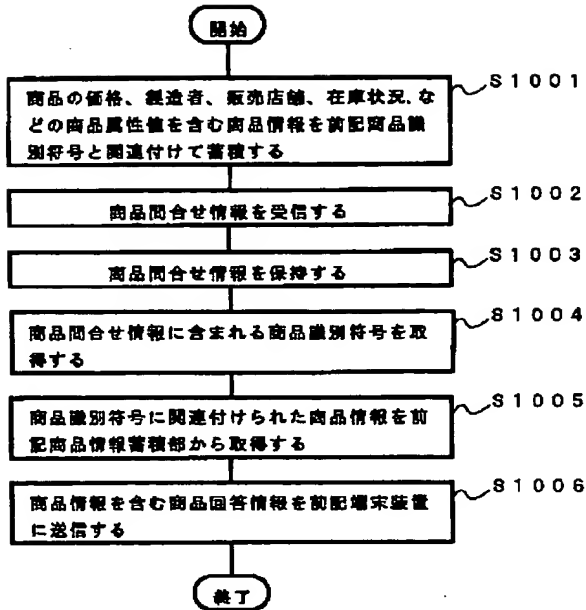 開始
S1001
商品の価格、製造者、販売店舗、在庫状況、な
どの商品属性値を含む商品情報を前記商品識
別符号と関連付けて蓄積する
S1002
商品問合せ情報を受信する
S1003
商品問合せ情報を保持する
S1004
商品問合せ情報に含まれる商品識別符号を取
得する
S1005
商品識別符号に関連付けられた商品情報を前
記商品情報蓄積部から取得する
S1006
商品情報を含む商品回答情報を前記端末装置
に送信する
終了